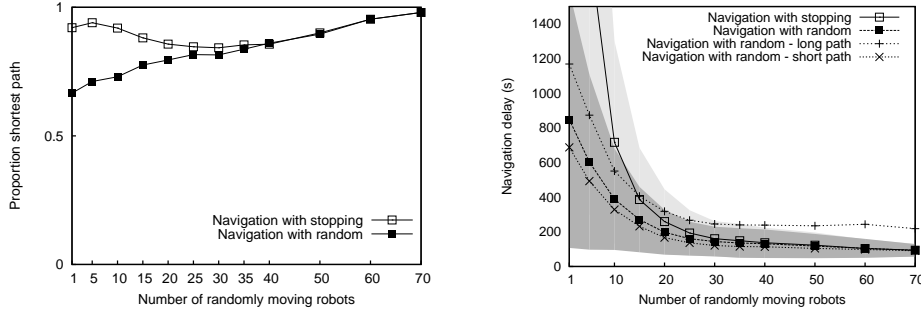 Proportion shortest path
1
0.5
0
Navigation with stopping
Navigation with random
1 5 10 15 20 25 30 35 40 50 60 70
Number of randomly moving robots
Navigation delay (s)
1400
1200
1000
800
600
400
200
0
Navigation with stopping
Navigation with random
Navigation with random - long path
Navigation with random - short path
1 10 20 30 40 50 60 70
Number of randomly moving robots